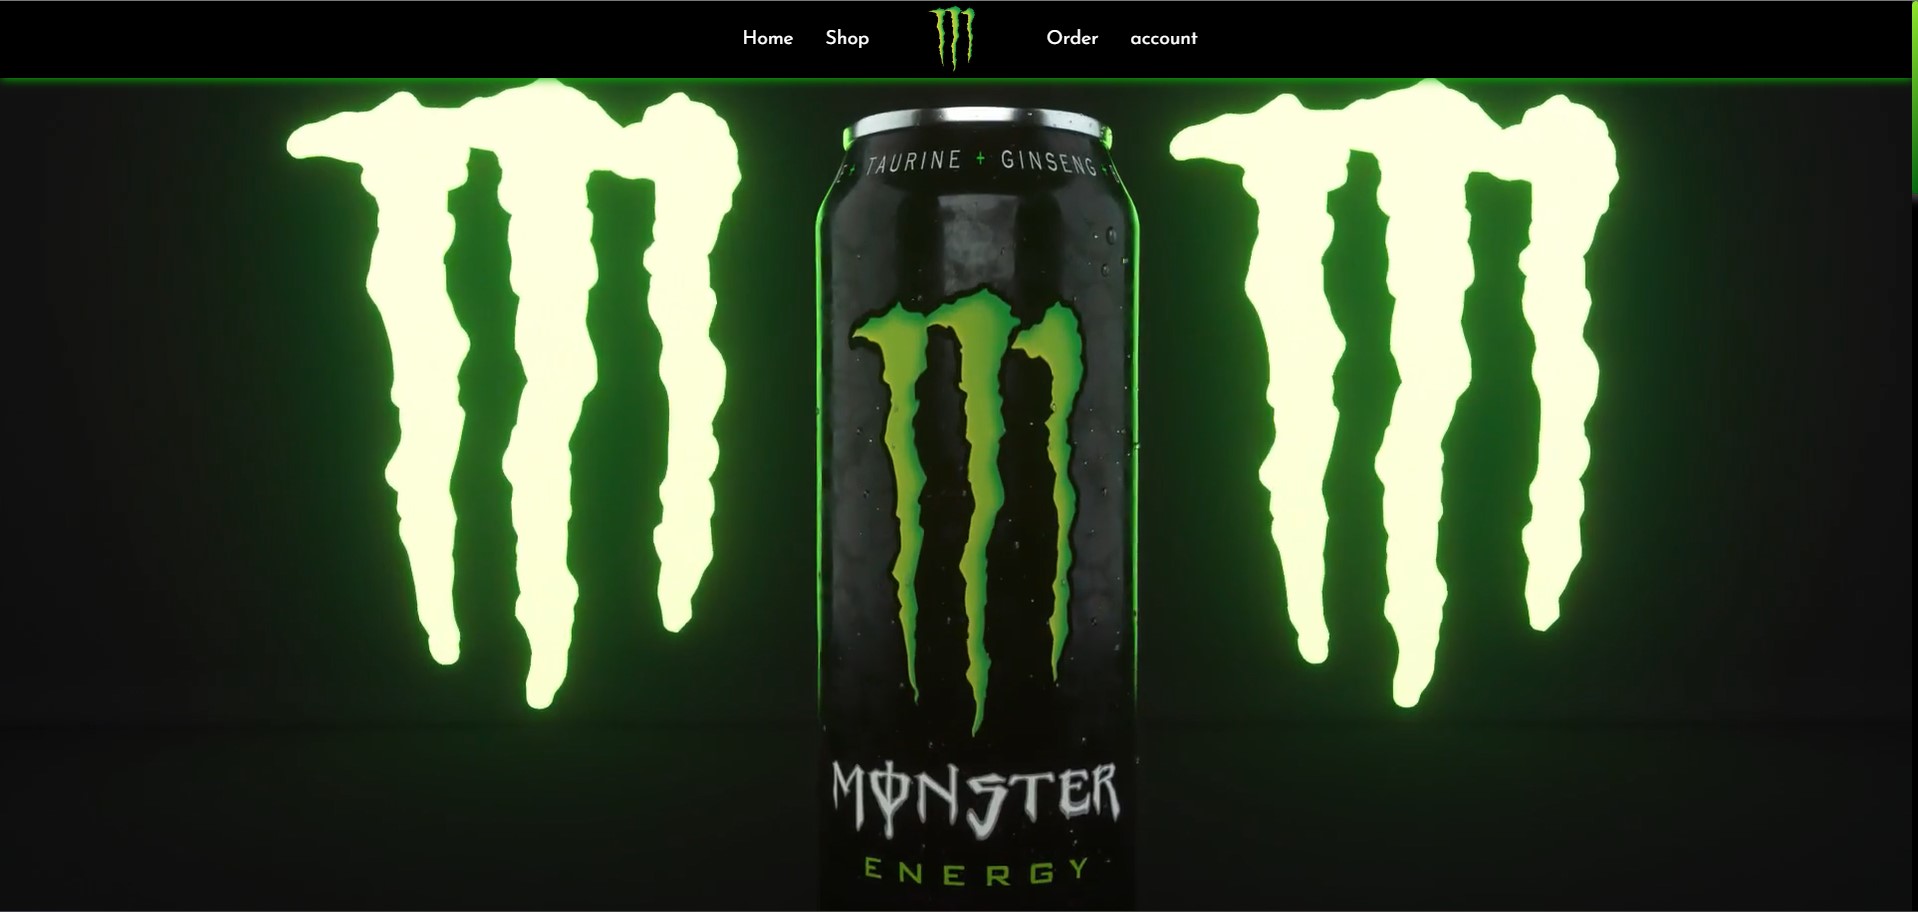 Home Shop Order account
+ TAURINE + GINSENG +
MONSTER
ENERGY